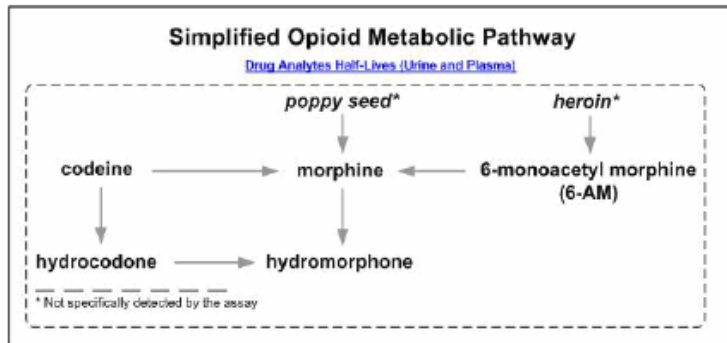 Simplified Opioid Metabolic Pathway
Drug Analytes Half-Lives (Urine and Plasma)
poppy seed*
heroin*
codeine
morphine
6-monoacetyl morphine
(6-AM)
hydrocodone
hydromorphone
* Not specifically detected by the assay